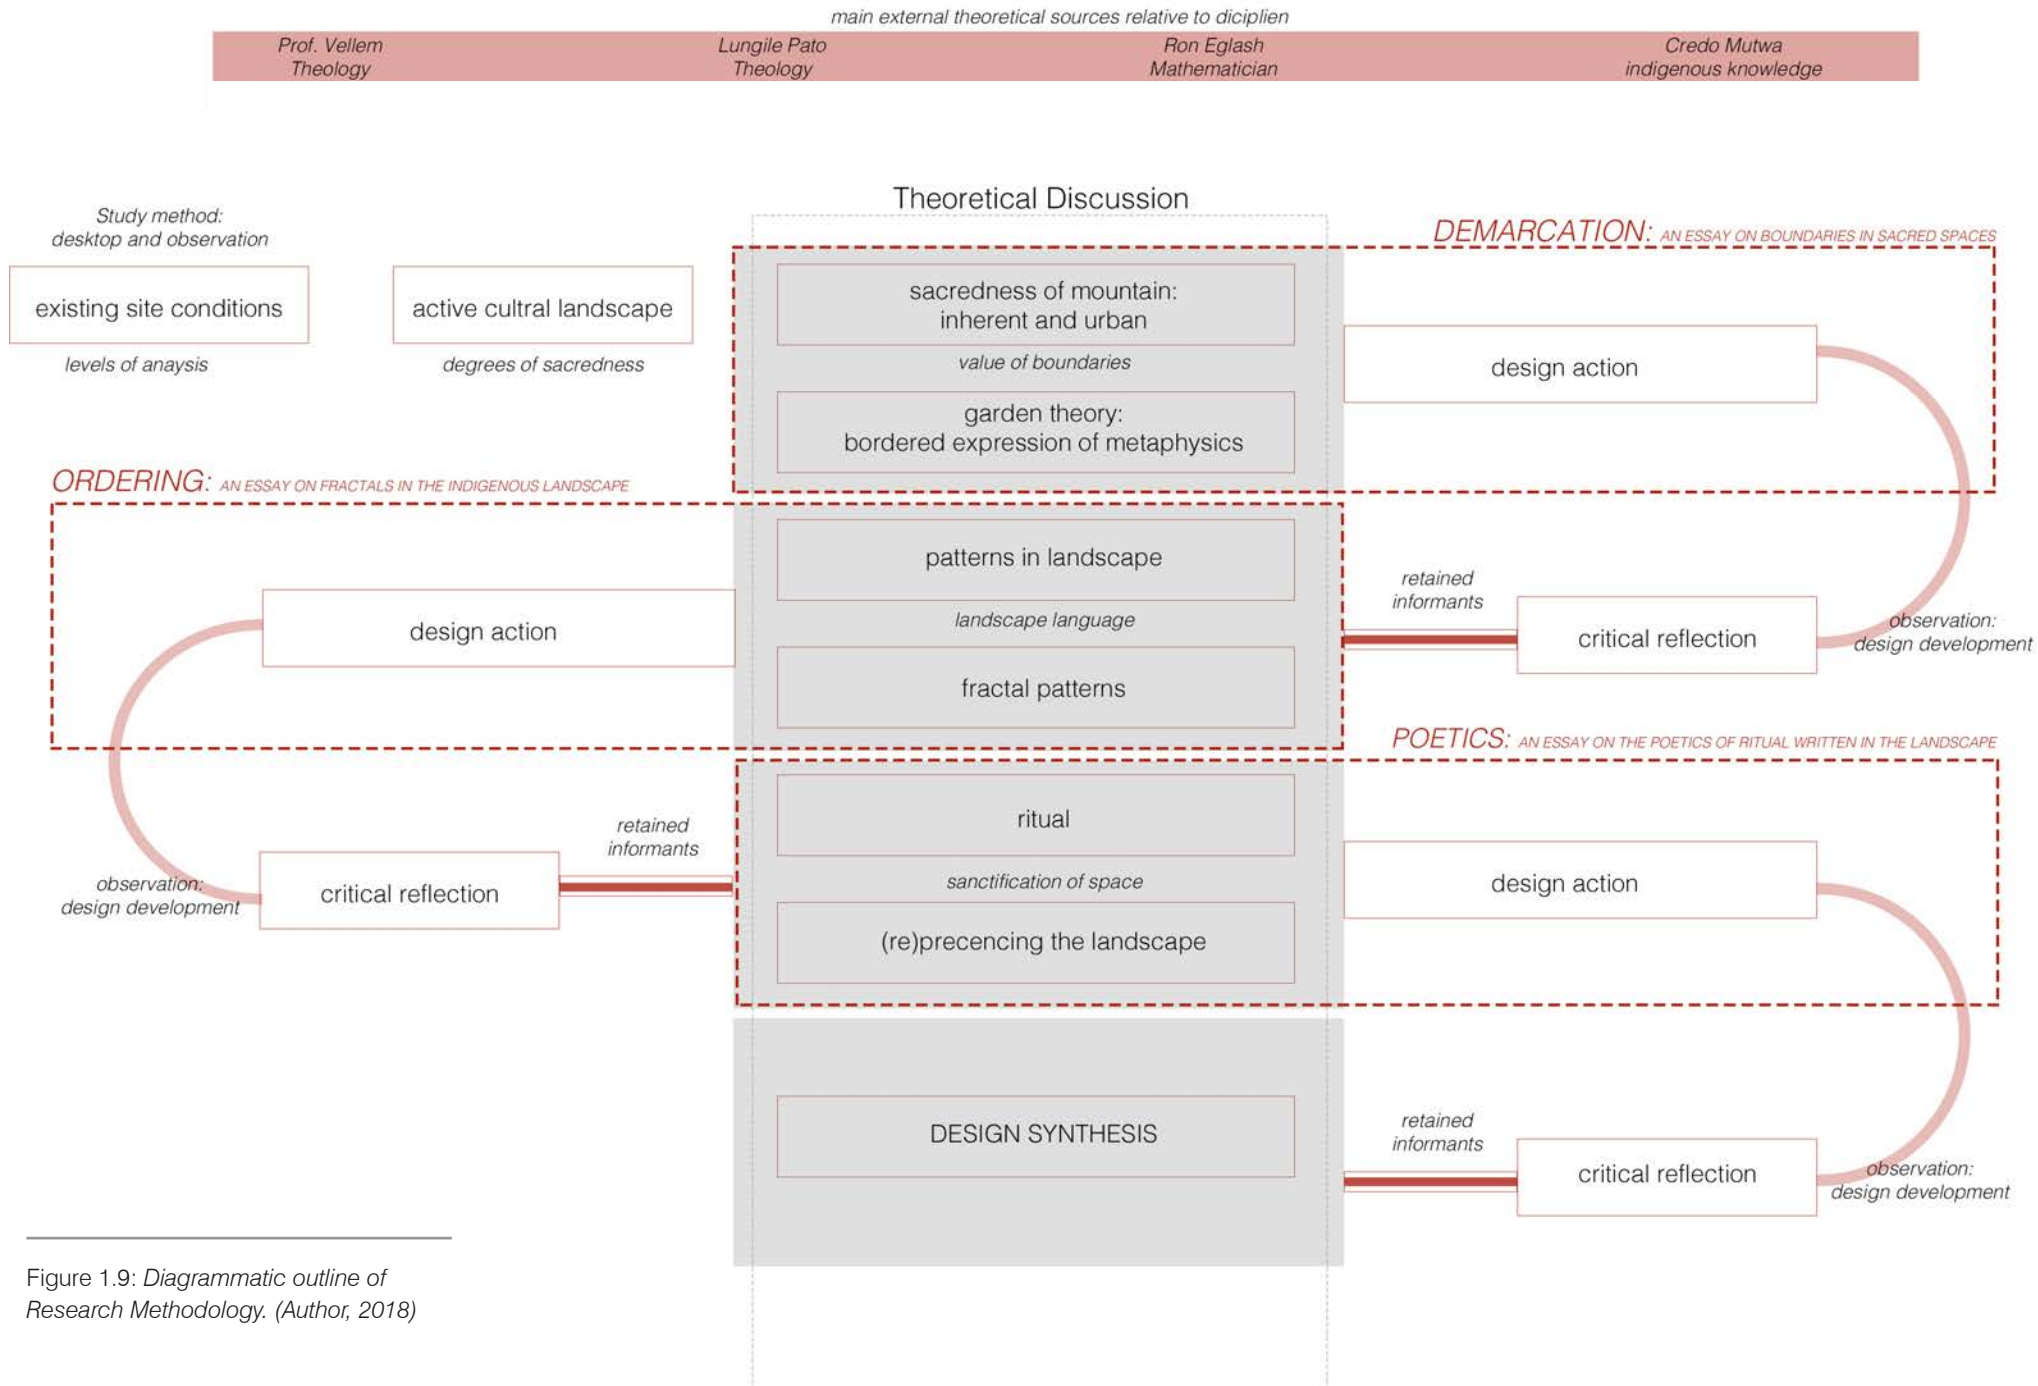 main external theoretical sources relative to diciplien
Prof. Vellem
Theology
Lungile Pato
Theology
Ron Eglash
Mathematician
Credo Mutwa
indigenous knowledge
Study method:
desktop and observation
existing site conditions
levels of anaysis
active cultral landscape
degrees of sacredness
Theoretical Discussion
DEMARCATION: AN ESSAY ON BOUNDARIES IN SACRED SPACES
sacredness of mountain:
inherent and urban
value of boundaries
garden theory:
bordered expression of metaphysics
design action
observation:
design development
critical reflection
retained
informants
ORDERING: AN ESSAY ON FRACTALS IN THE INDIGENOUS LANDSCAPE
patterns in landscape
landscape language
fractal patterns
design action
observation:
design development
critical reflection
retained
informants
POETICS: AN ESSAY ON THE POETICS OF RITUAL WRITTEN IN THE LANDSCAPE
ritual
sanctification of space
(re)precencing the landscape
design action
observation:
design development
critical reflection
retained
informants
DESIGN SYNTHESIS
Figure 1.9: Diagrammatic outline of
Research Methodology. (Author, 2018)